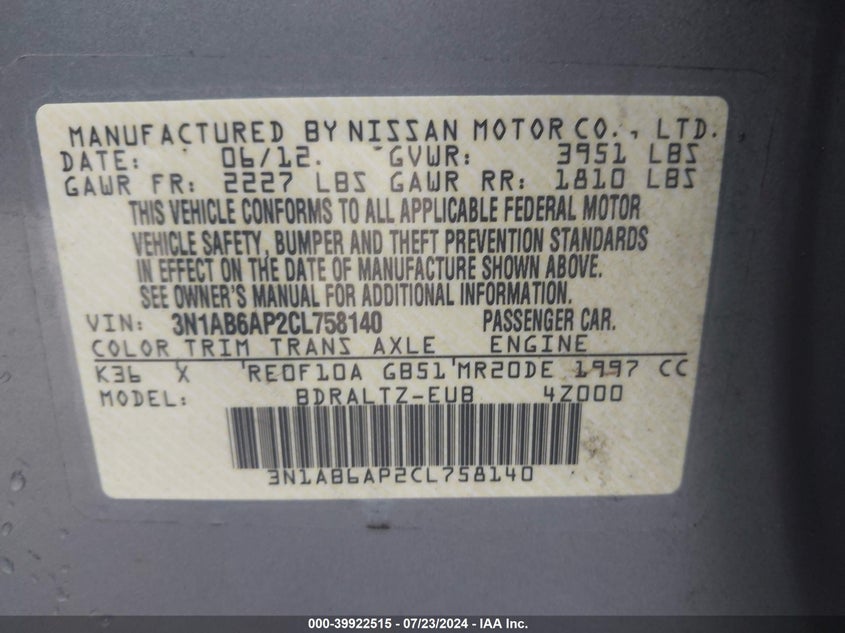 MANUFACTURED BY NISSAN MOTOR CO., LTD.
DATE: 06/12. GVWR: 3951 LBS
GAWR FR: 2227 LBS GAWR RR: 1810 LBS
THIS VEHICLE CONFORMS TO ALL APPLICABLE FEDERAL MOTOR
VEHICLE SAFETY, BUMPER AND THEFT PREVENTION STANDARDS
IN EFFECT ON THE DATE OF MANUFACTURE SHOWN ABOVE.
SEE OWNER'S MANUAL FOR ADDITIONAL INFORMATION.
VIN: 3N1AB6AP2CL758140 PASSENGER CAR.
COLOR TRIM TRANS AXLE ENGINE
K36 X RE0F10A GB51 MR20DE 1997 CC
MODEL: BDRALTZ-EUB 4Z000
3N1AB6AP2CL758140
000-39922515 / 07/23/2024 - IAA Inc.